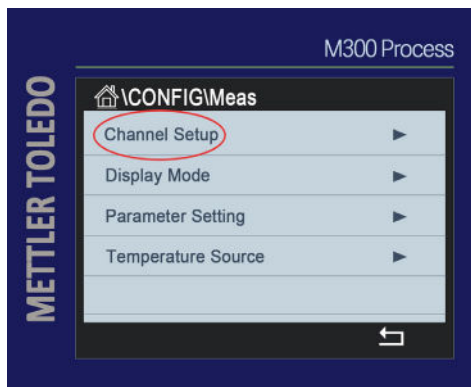 M300 Process
METTLER TOLEDO
\CONFIG\Meas
Channel Setup
Display Mode
Parameter Setting
Temperature Source